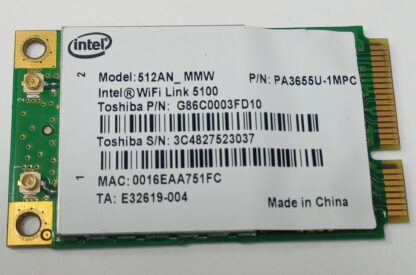 intel
2
Model:512AN_MMW P/N: PA3655U-1MPC
Intel® WiFi Link 5100
Toshiba P/N: G86C0003FD10
Toshiba S/N: 3C4827523037
1
MAC: 0016EAA751FC
TA: E32619-004 Made in China